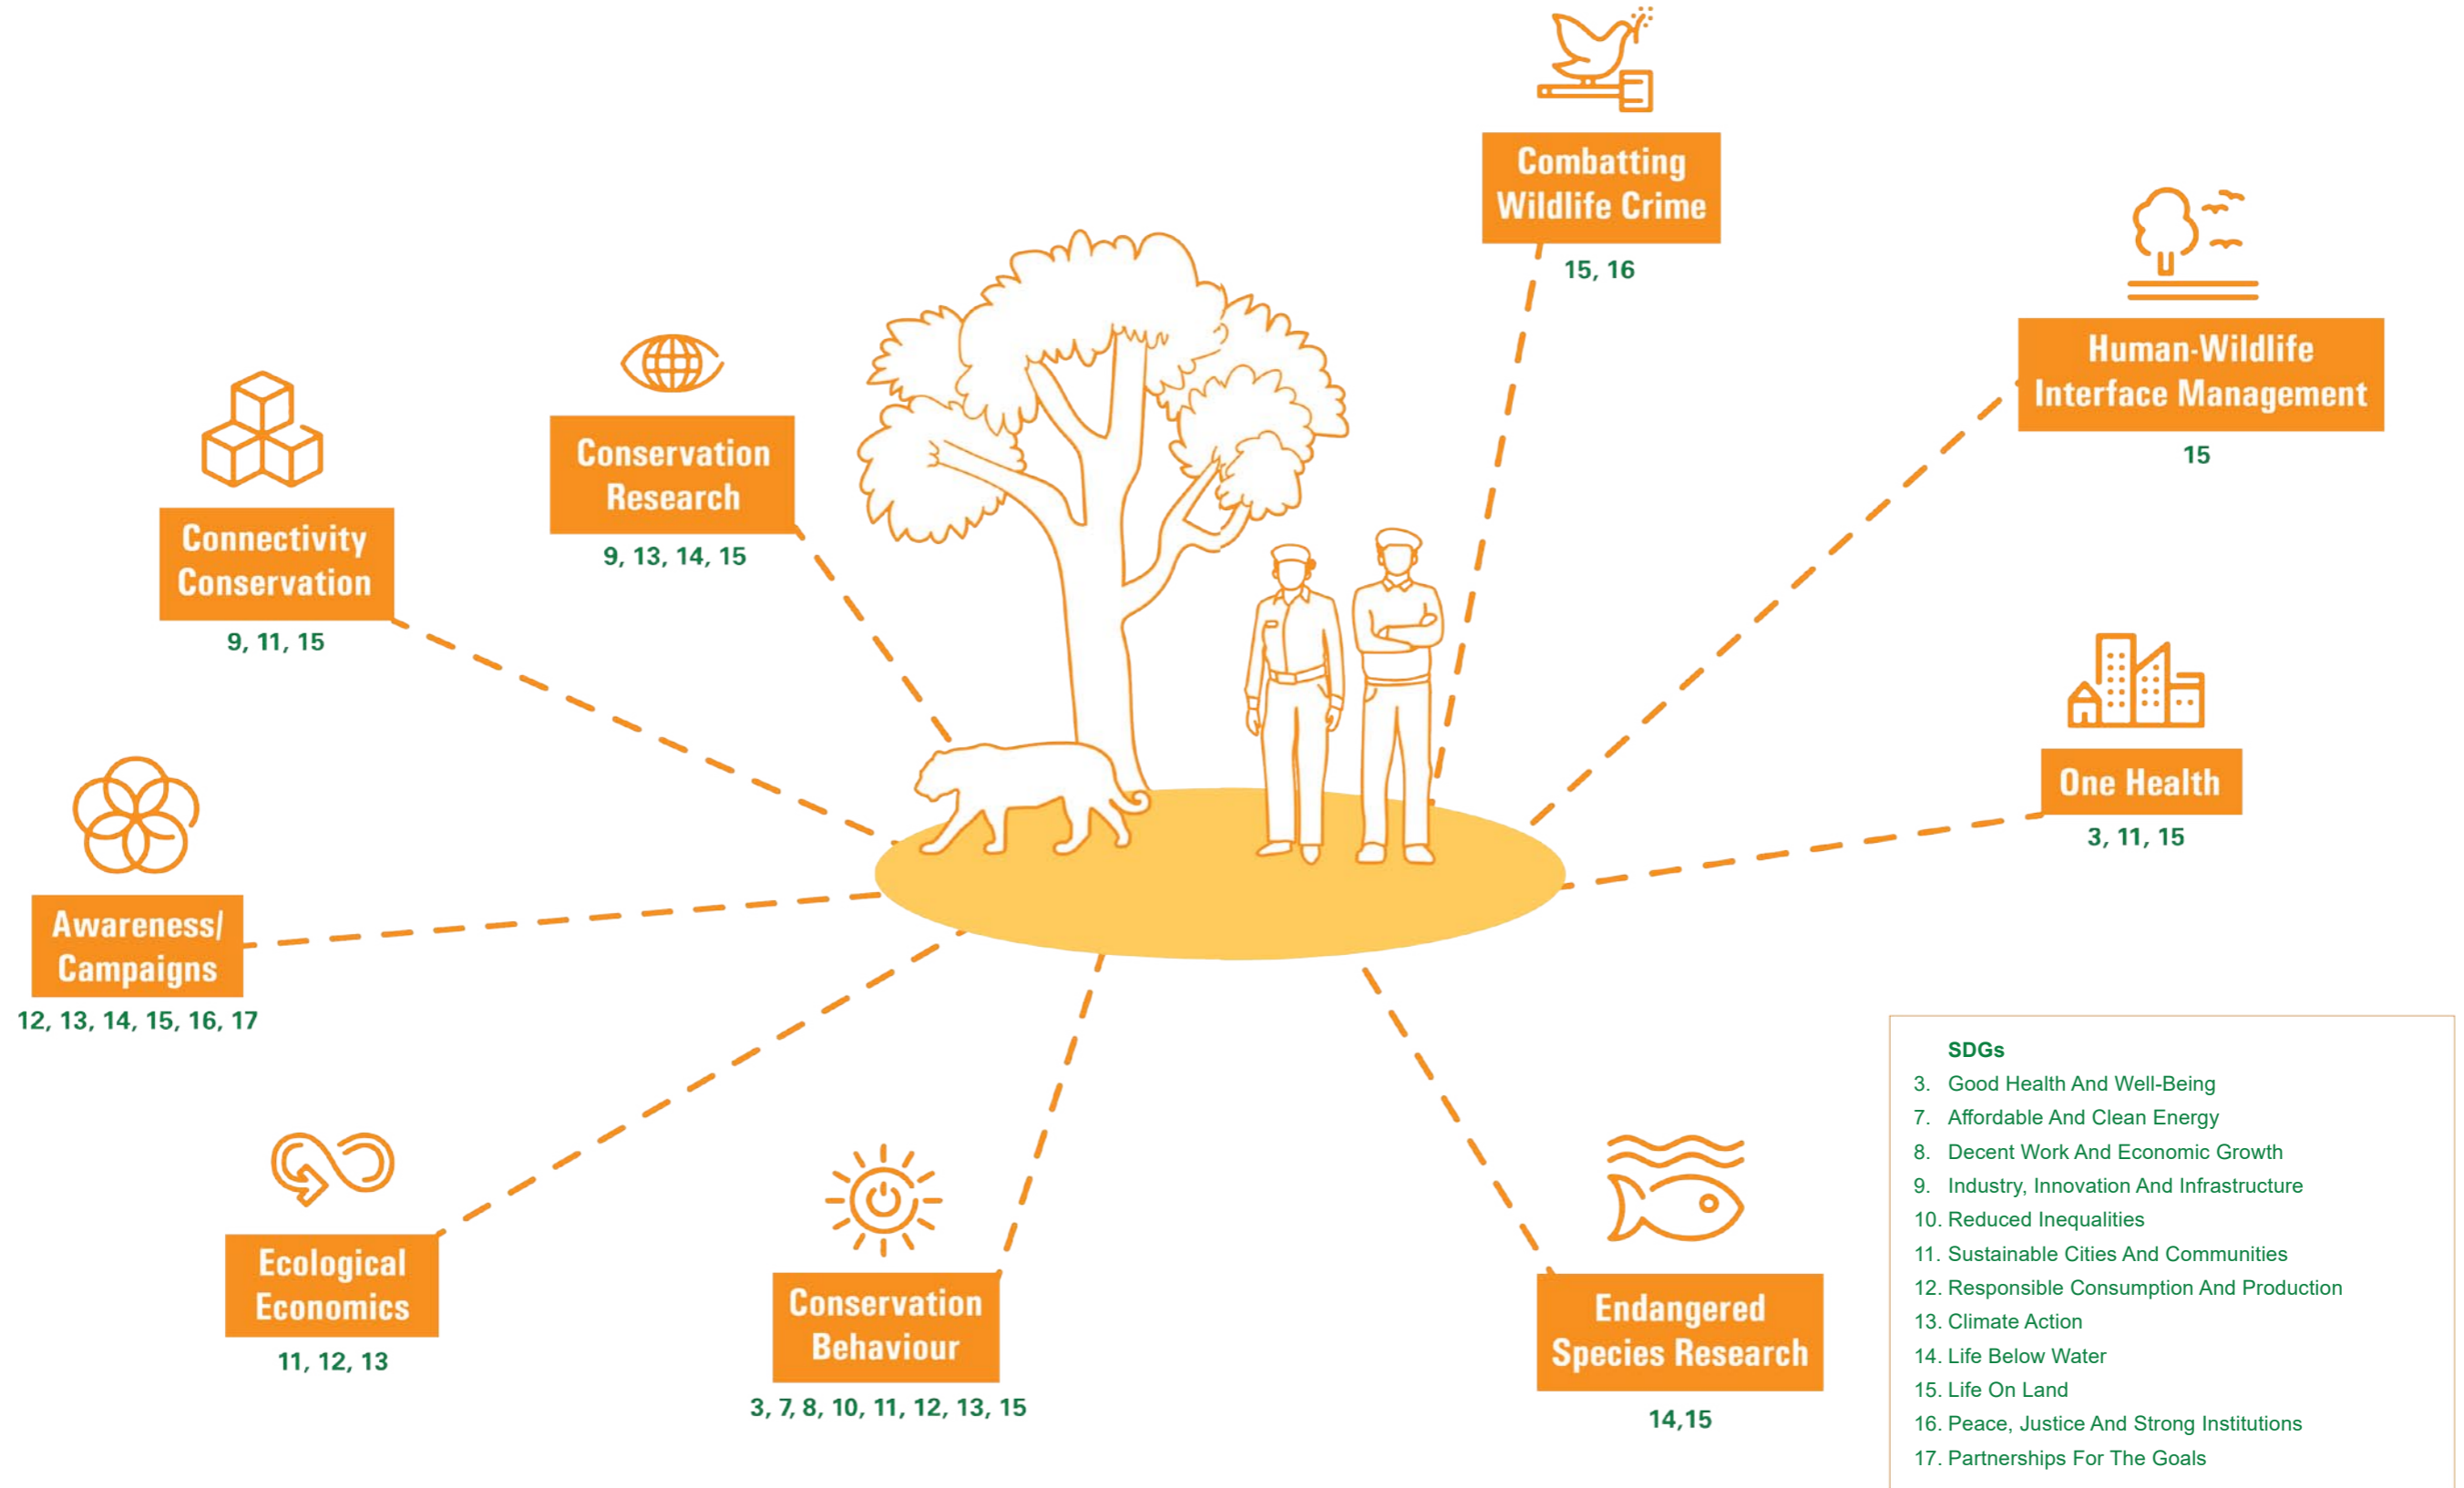 Combatting
Wildlife Crime
15, 16
Human-Wildlife
Interface Management
15
Conservation
Research
9, 13, 14, 15
Connectivity
Conservation
9, 11, 15
One Health
3, 11, 15
Awareness/
Campaigns
12, 13, 14, 15, 16, 17
Ecological
Economics
11, 12, 13
Conservation
Behaviour
3, 7, 8, 10, 11, 12, 13, 15
Endangered
Species Research
14,15
SDGs
3. Good Health And Well-Being
7. Affordable And Clean Energy
8. Decent Work And Economic Growth
9. Industry, Innovation And Infrastructure
10. Reduced Inequalities
11. Sustainable Cities And Communities
12. Responsible Consumption And Production
13. Climate Action
14. Life Below Water
15. Life On Land
16. Peace, Justice And Strong Institutions
17. Partnerships For The Goals